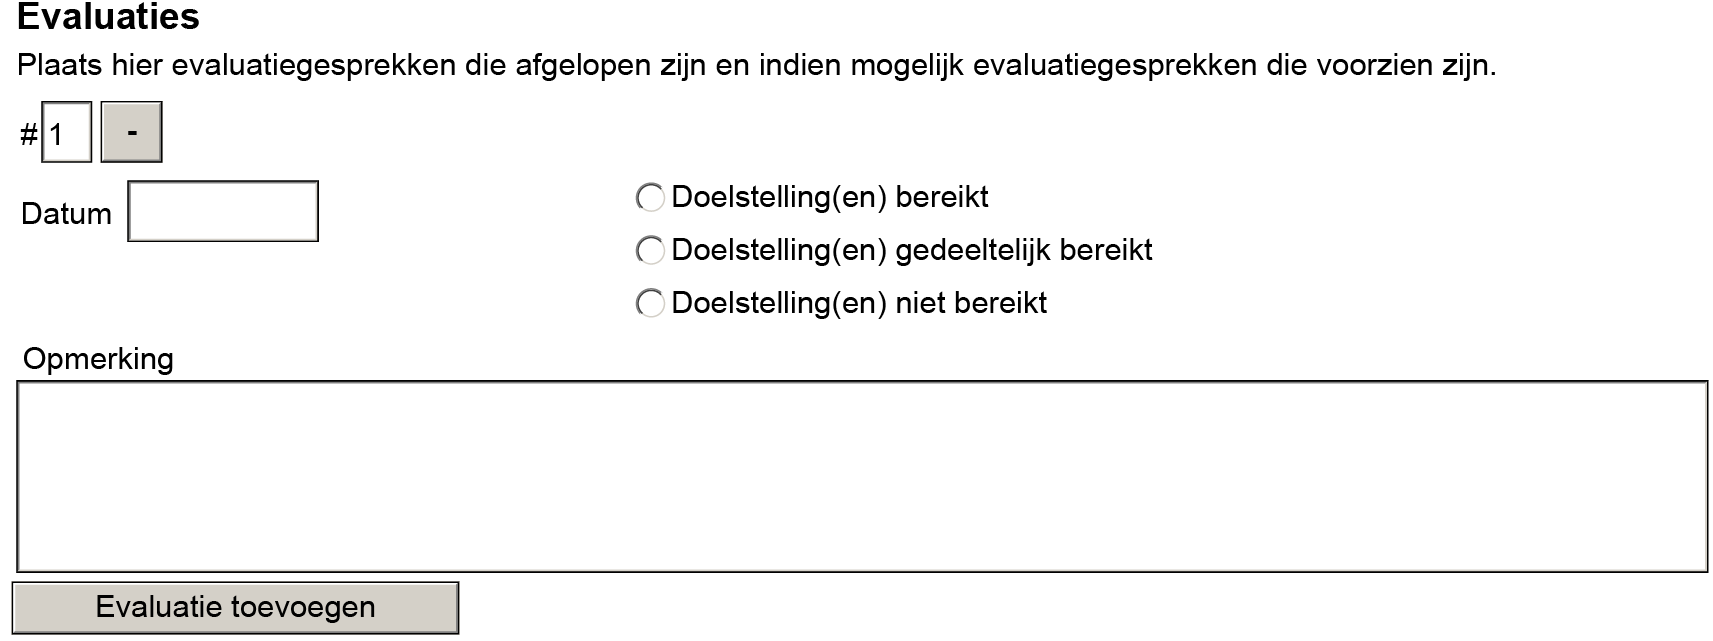 Evaluaties
Plaats hier evaluatiegesprekken die afgelopen zijn en indien mogelijk evaluatiegesprekken die voorzien zijn.
#1 -
Datum
Doelstelling(en) bereikt
Doelstelling(en) gedeeltelijk bereikt
Doelstelling(en) niet bereikt
Opmerking
Evaluatie toevoegen